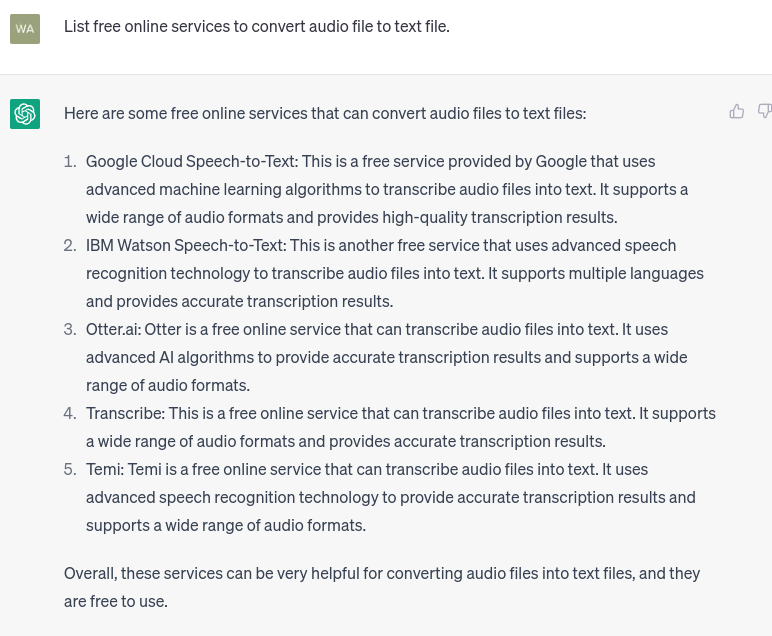 WA
List free online services to convert audio file to text file.
Here are some free online services that can convert audio files to text files:
1. Google Cloud Speech-to-Text: This is a free service provided by Google that uses
advanced machine learning algorithms to transcribe audio files into text. It supports a
wide range of audio formats and provides high-quality transcription results.
2. IBM Watson Speech-to-Text: This is another free service that uses advanced speech
recognition technology to transcribe audio files into text. It supports multiple languages
and provides accurate transcription results.
3. Otter.ai: Otter is a free online service that can transcribe audio files into text. It uses
advanced AI algorithms to provide accurate transcription results and supports a wide
range of audio formats.
4. Transcribe: This is a free online service that can transcribe audio files into text. It supports
a wide range of audio formats and provides accurate transcription results.
5. Temi: Temi is a free online service that can transcribe audio files into text. It uses
advanced speech recognition technology to provide accurate transcription results and
supports a wide range of audio formats.
Overall, these services can be very helpful for converting audio files into text files, and they
are free to use.